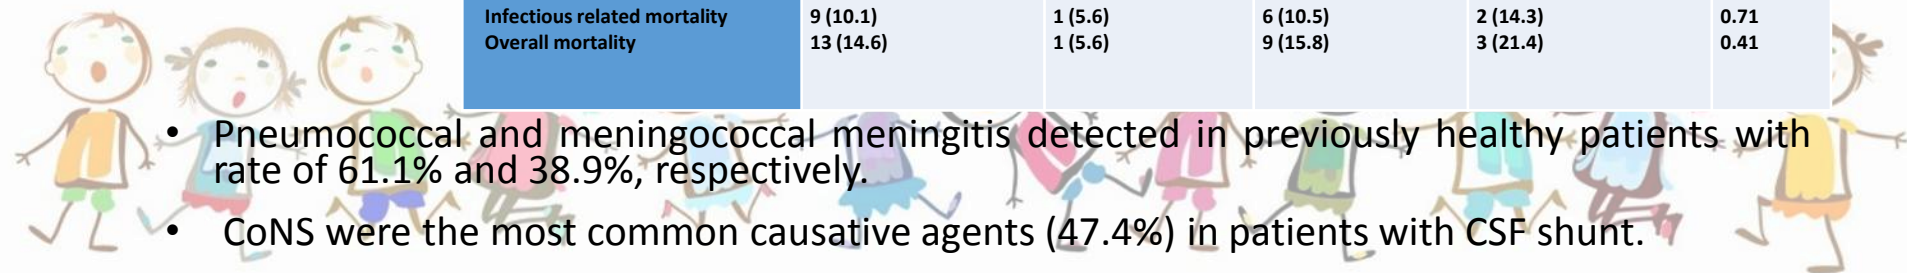 Infectious related mortality 9 (10.1) 1 (5.6) 6 (10.5) 2 (14.3) 0.71
Overall mortality 13 (14.6) 1 (5.6) 9 (15.8) 3 (21.4) 0.41
• Pneumococcal and meningococcal meningitis detected in previously healthy patients with
rate of 61.1% and 38.9%, respectively.
• CoNS were the most common causative agents (47.4%) in patients with CSF shunt.